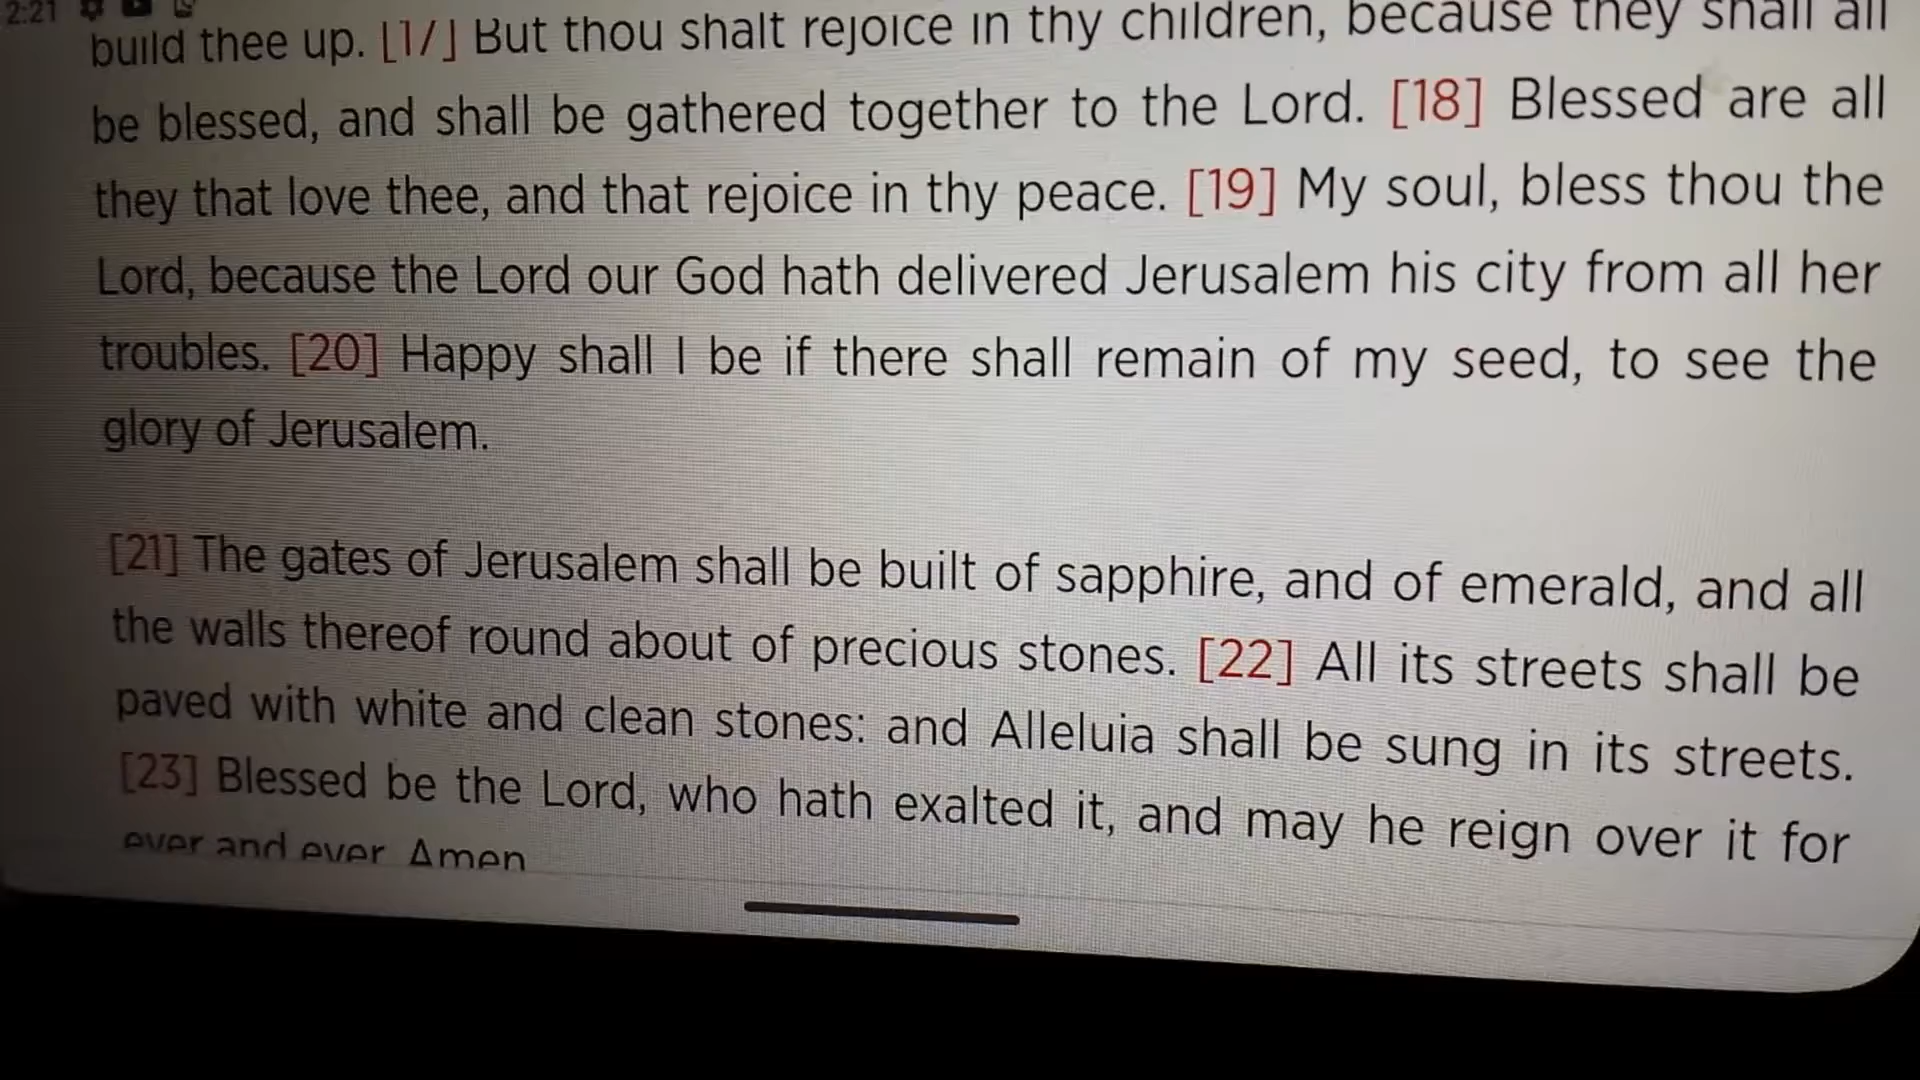 2:21
build thee up. [17] But thou shalt rejoice in thy children, because they shall all
be blessed, and shall be gathered together to the Lord. [18] Blessed are all
they that love thee, and that rejoice in thy peace. [19] My soul, bless thou the
Lord, because the Lord our God hath delivered Jerusalem his city from all her
troubles. [20] Happy shall I be if there shall remain of my seed, to see the
glory of Jerusalem.
[21] The gates of Jerusalem shall be built of sapphire, and of emerald, and all
the walls thereof round about of precious stones. [22] All its streets shall be
paved with white and clean stones: and Alleluia shall be sung in its streets.
[23] Blessed be the Lord, who hath exalted it, and may he reign over it for
ever and ever. Amen